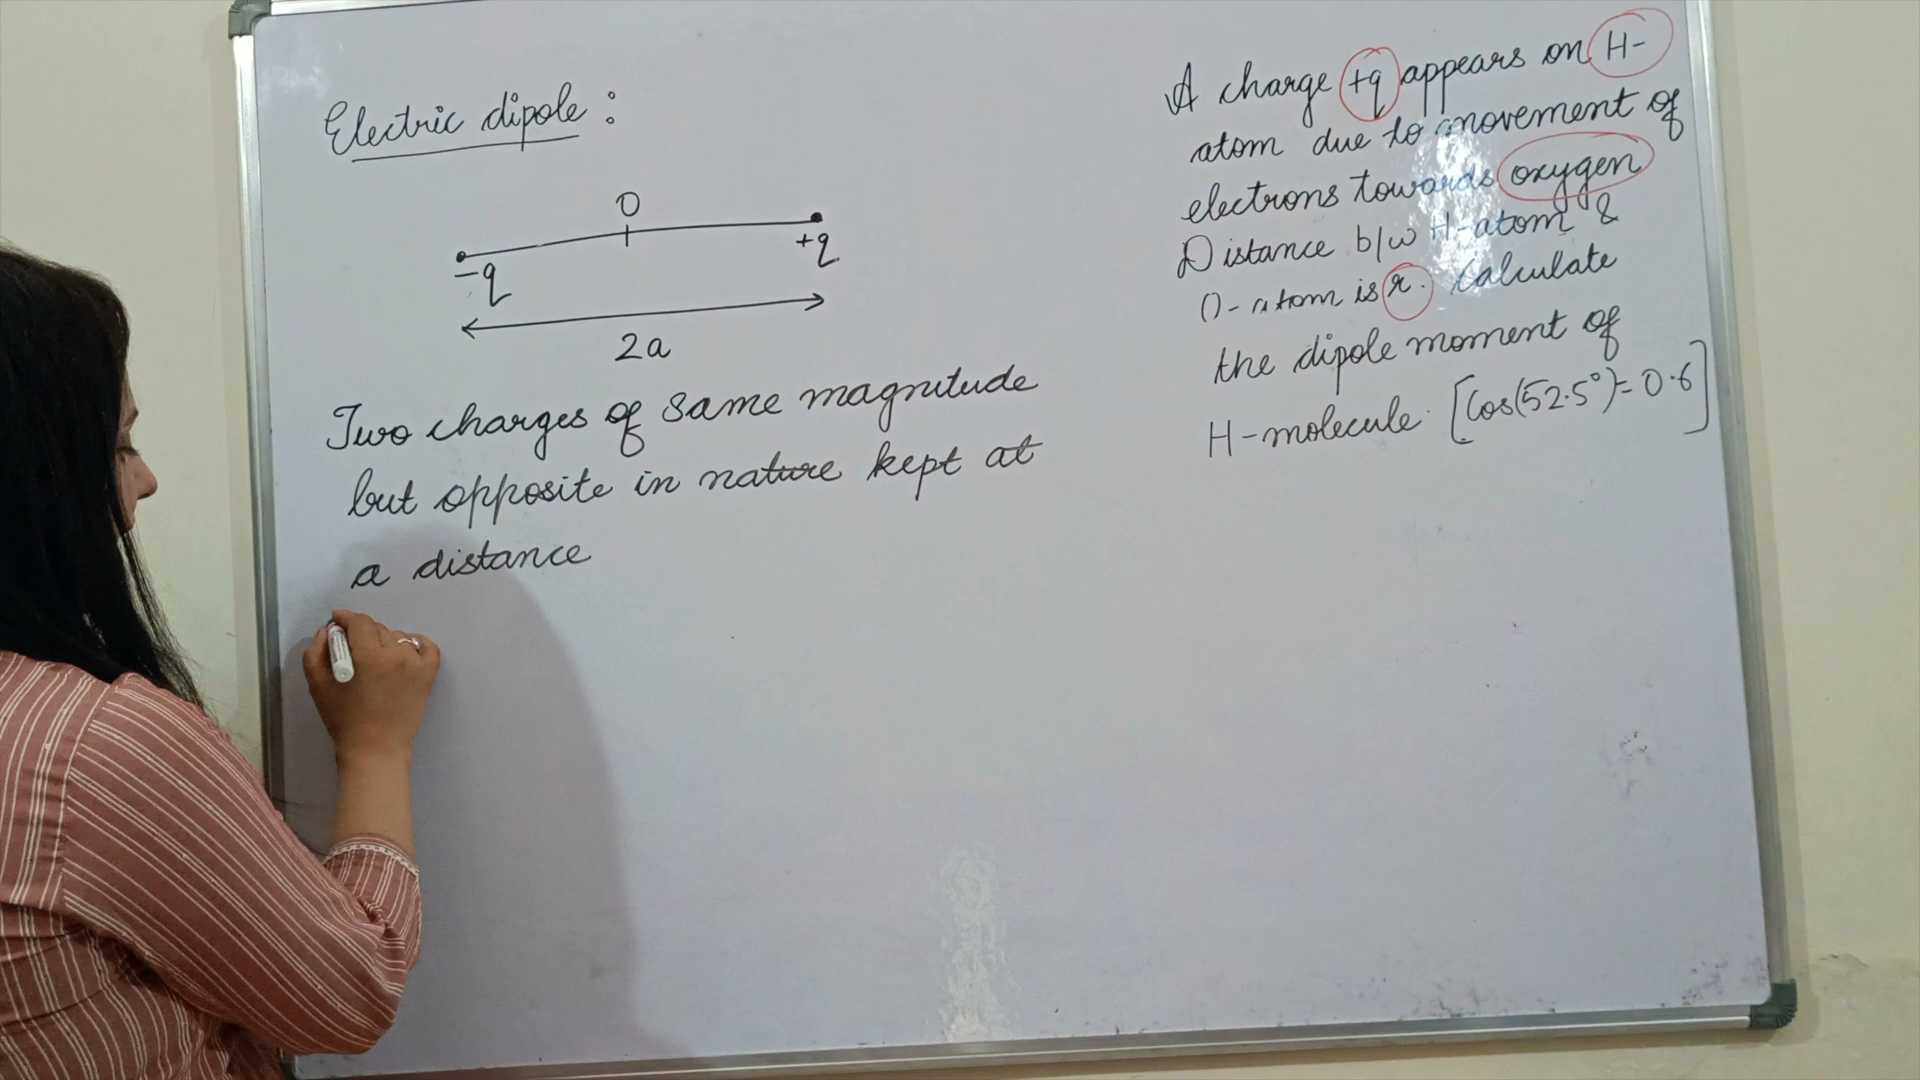 Electric dipole :
O
-q
+q
2a
Two charges of same magnitude
but opposite in nature kept at
a distance
A charge +q appears on H-
atom due to movement of
electrons towards oxygen
Distance b/w H-atom &
O-atom is r. Calculate
the dipole moment of
H-molecule. [Cos(52.5°)=0.6]